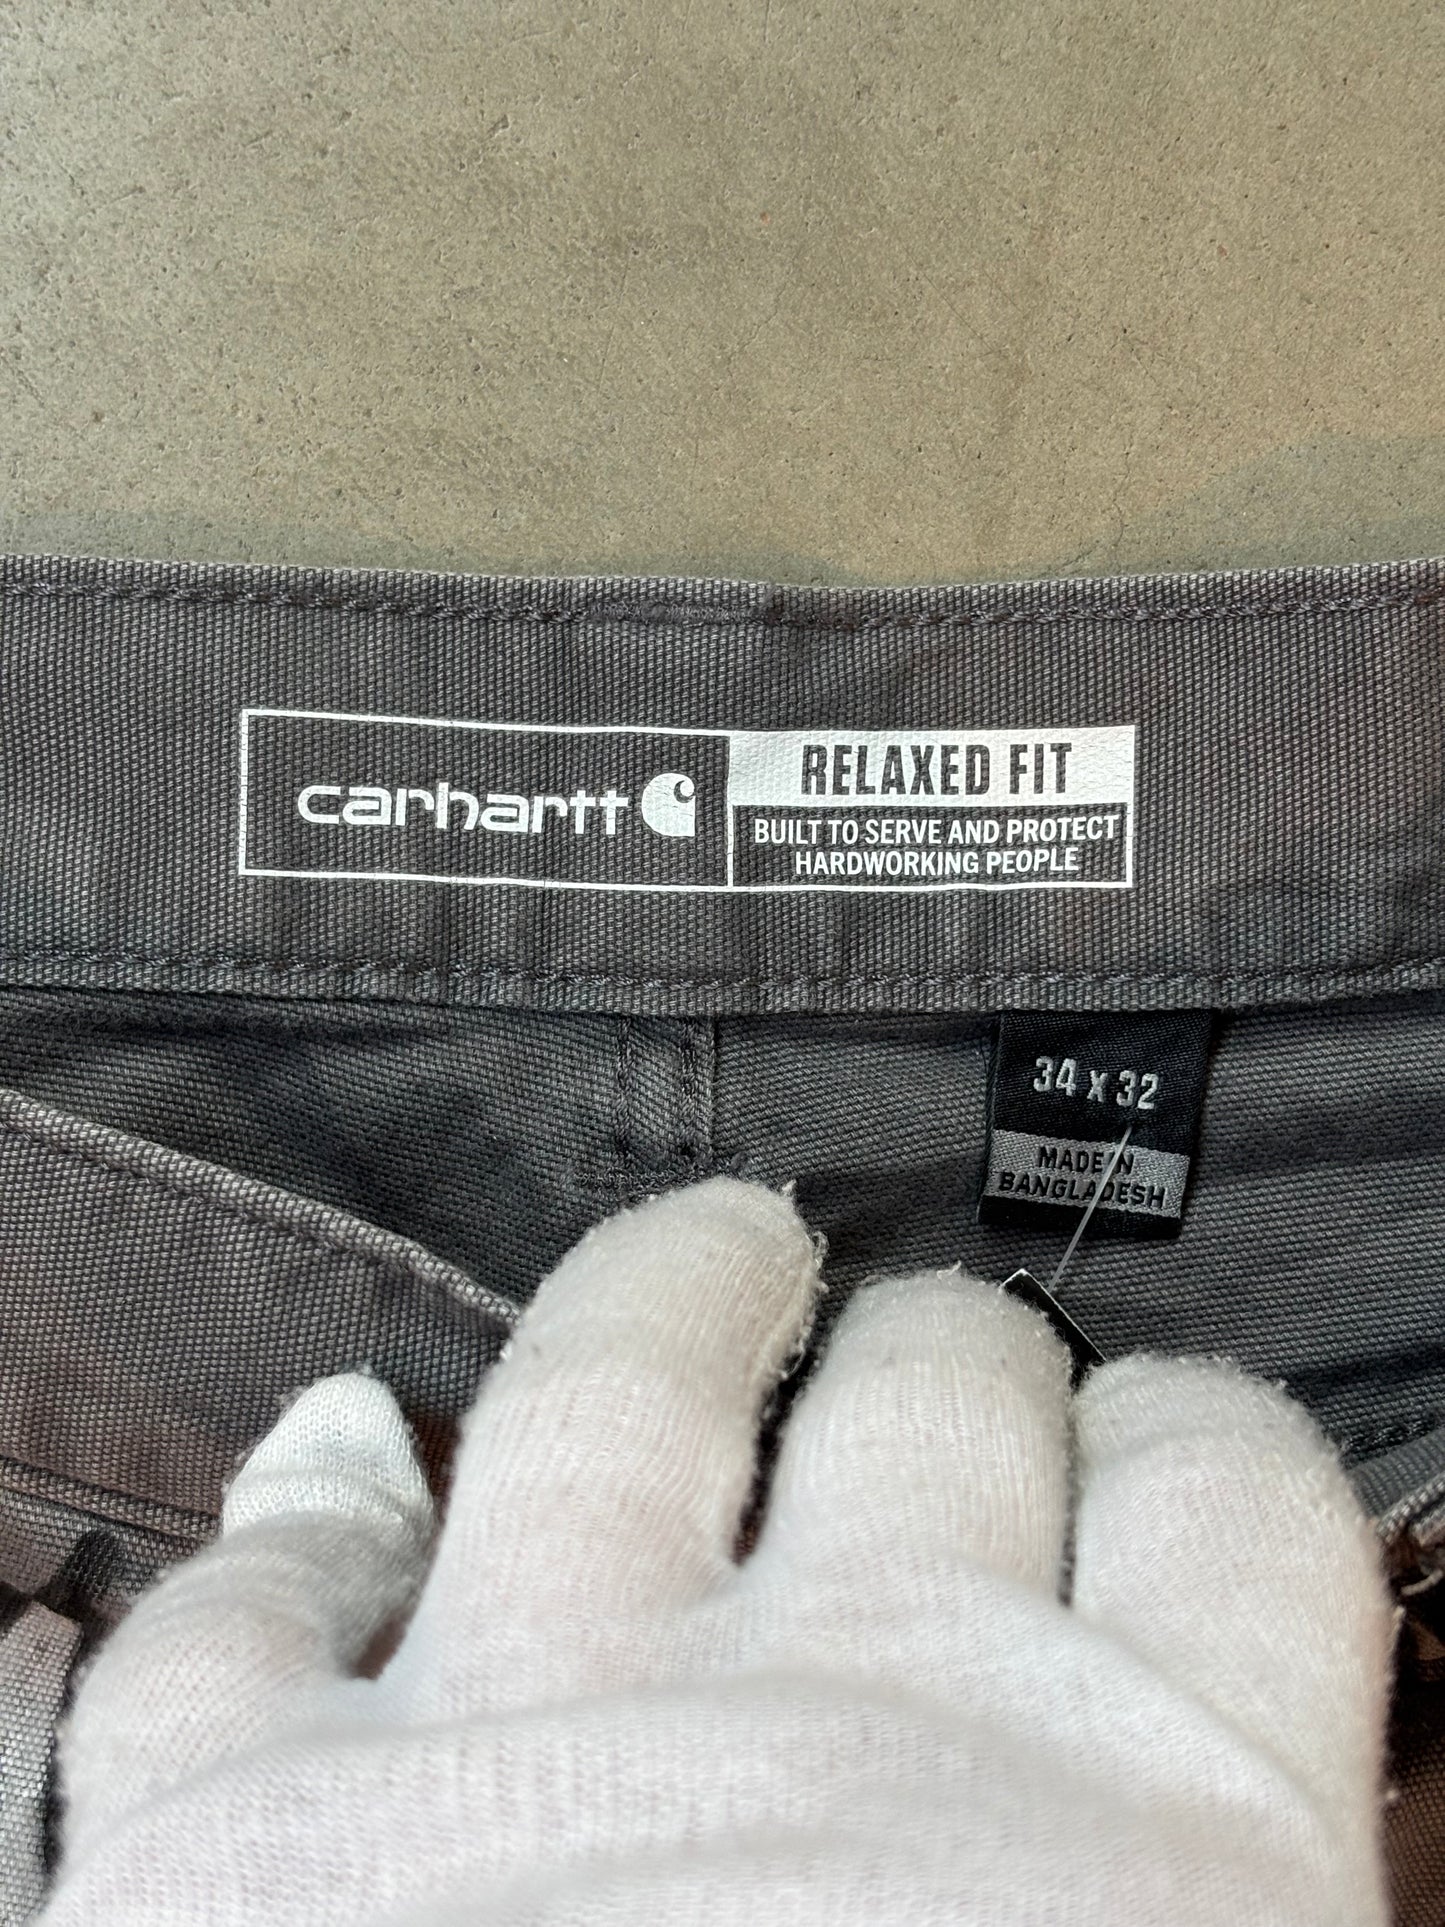 carhartt
RELAXED FIT
BUILT TO SERVE AND PROTECT
HARDWORKING PEOPLE
34 x 32
MADE IN
BANGLADESH